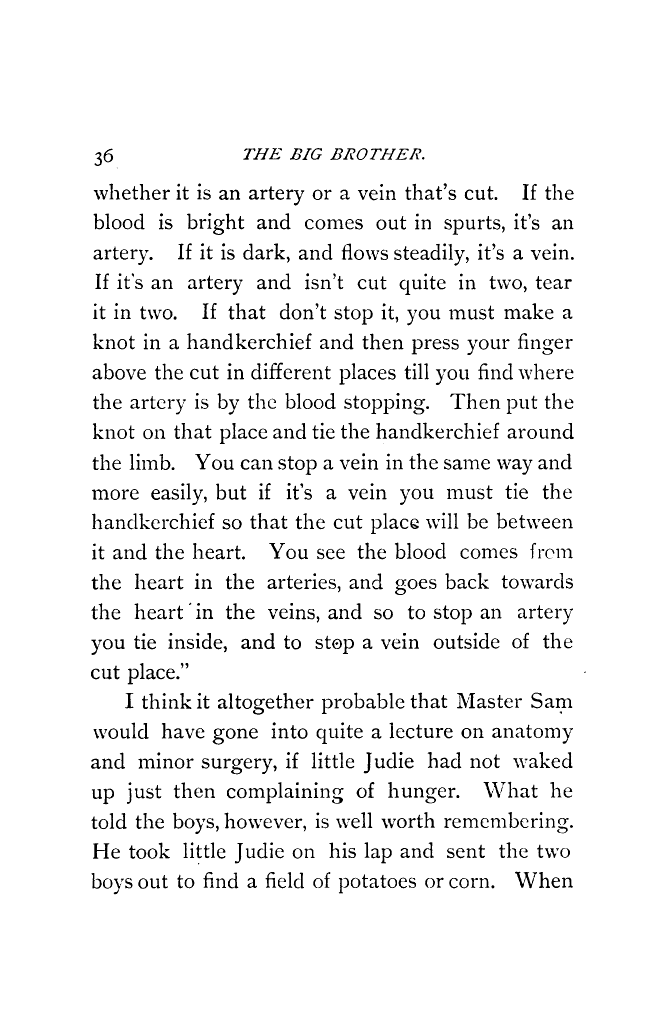 36 THE BIG BROTHER.
whether it is an artery or a vein that's cut. If the
blood is bright and comes out in spurts, it's an
artery. If it is dark, and flows steadily, it's a vein.
If it's an artery and isn't cut quite in two, tear
it in two. If that don't stop it, you must make a
knot in a handkerchief and then press your finger
above the cut in different places till you find where
the artery is by the blood stopping. Then put the
knot on that place and tie the handkerchief around
the limb. You can stop a vein in the same way and
more easily, but if it's a vein you must tie the
handkerchief so that the cut place will be between
it and the heart. You see the blood comes from
the heart in the arteries, and goes back towards
the heart in the veins, and so to stop an artery
you tie inside, and to stop a vein outside of the
cut place."
I think it altogether probable that Master Sam
would have gone into quite a lecture on anatomy
and minor surgery, if little Judie had not waked
up just then complaining of hunger. What he
told the boys, however, is well worth remembering.
He took little Judie on his lap and sent the two
boys out to find a field of potatoes or corn. When